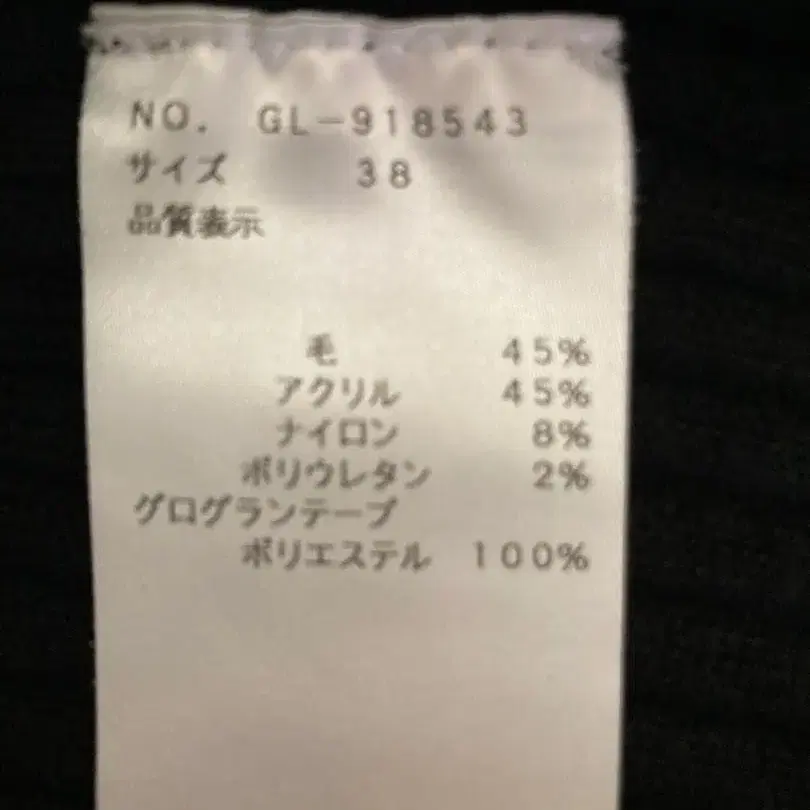 NO. GL-918543
サイズ 38
品質表示
毛 45%
アクリル 45%
ナイロン 8%
ポリウレタン 2%
グログランテープ
ポリエステル 100%